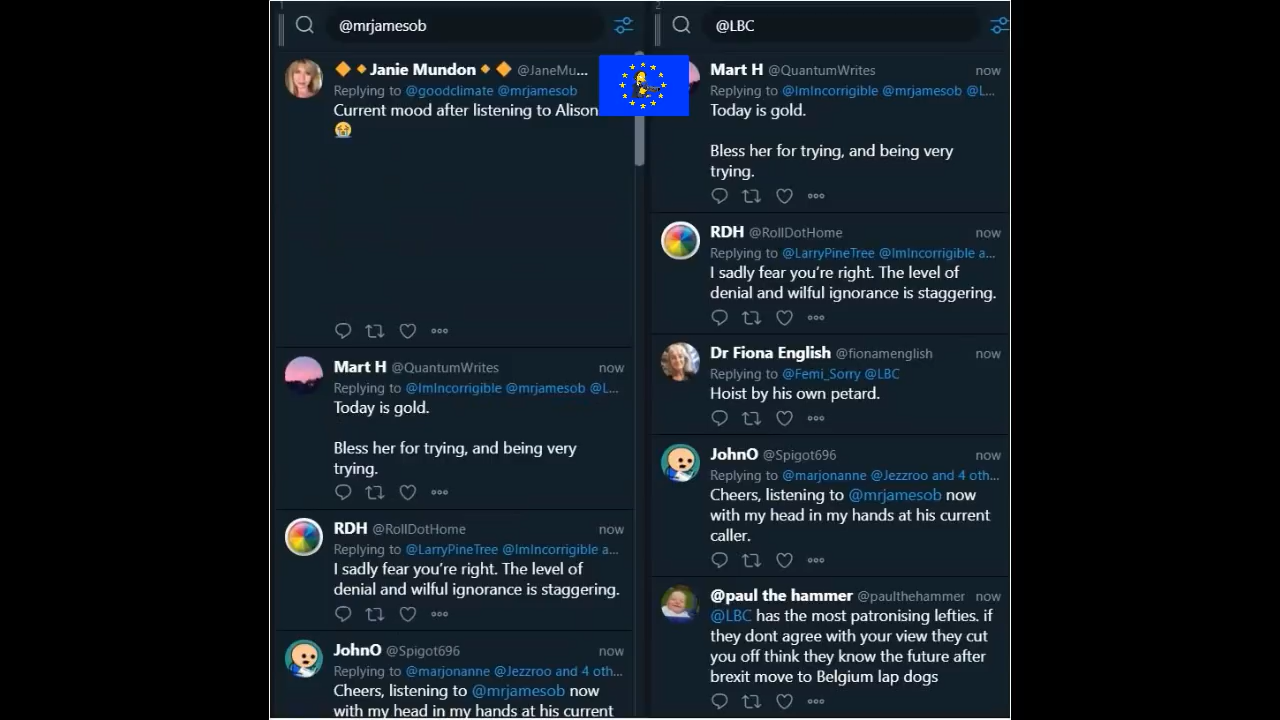 @mrjamesob
Janie Mundon @JaneMu...
Replying to @goodclimate @mrjamesob
Current mood after listening to Alison
Mart H @QuantumWrites now
Replying to @ImIncorrigible @mrjamesob @L...
Today is gold.
Bless her for trying, and being very
trying.
RDH @RollDotHome now
Replying to @LarryPineTree @ImIncorrigible a...
I sadly fear you're right. The level of
denial and wilful ignorance is staggering.
JohnO @Spigot696 now
Replying to @marjonanne @Jezzroo and 4 oth...
Cheers, listening to @mrjamesob now
with my head in my hands at his current
2
@LBC
Mart H @QuantumWrites now
Replying to @ImIncorrigible @mrjamesob @L...
Today is gold.
Bless her for trying, and being very
trying.
RDH @RollDotHome now
Replying to @LarryPineTree @ImIncorrigible a...
I sadly fear you're right. The level of
denial and wilful ignorance is staggering.
Dr Fiona English @fionamenglish now
Replying to @Femi_Sorry @LBC
Hoist by his own petard.
JohnO @Spigot696 now
Replying to @marjonanne @Jezzroo and 4 oth...
Cheers, listening to @mrjamesob now
with my head in my hands at his current
caller.
@paul the hammer @paulthehammer now
@LBC has the most patronising lefties. if
they dont agree with your view they cut
you off think they know the future after
brexit move to Belgium lap dogs